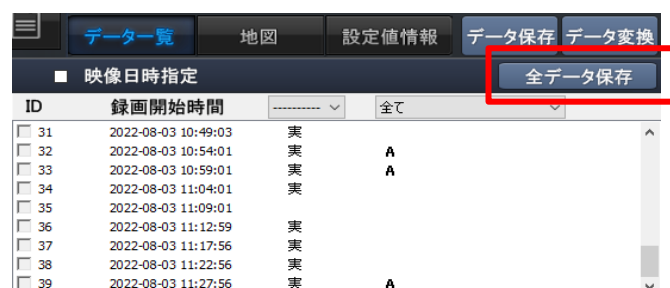 データ一覧 地図 設定値情報 データ保存 データ変換
■ 映像日時指定 全データ保存
ID 録画開始時間 ---------- 全て
31 2022-08-03 10:49:03 実
32 2022-08-03 10:54:01 実 A
33 2022-08-03 10:59:01 実 A
34 2022-08-03 11:04:01 実
35 2022-08-03 11:09:01
36 2022-08-03 11:12:59 実
37 2022-08-03 11:17:56 実
38 2022-08-03 11:22:56 実
39 2022-08-03 11:27:56 実 A